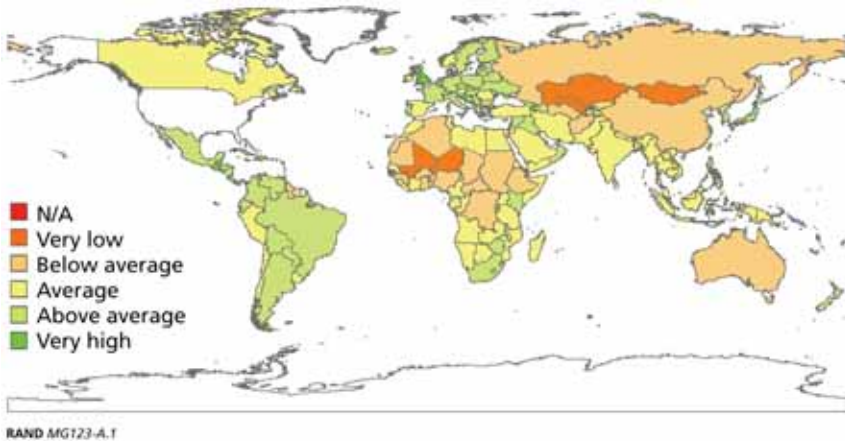 N/A
Very low
Below average
Average
Above average
Very high
RAND MG123-A.1